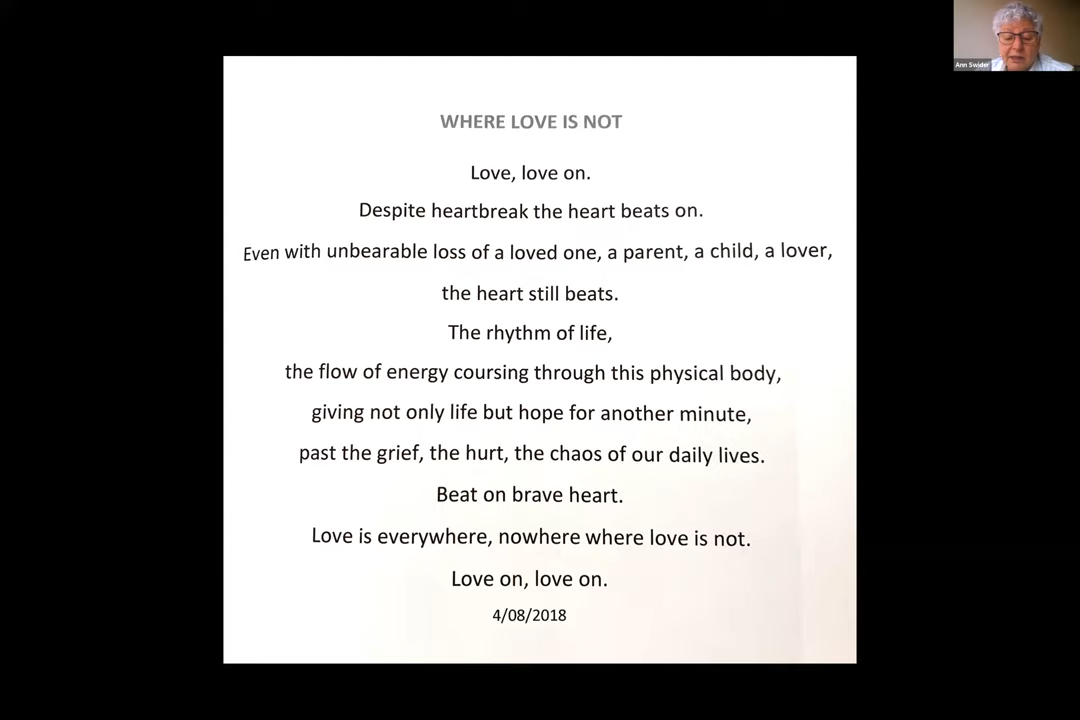 WHERE LOVE IS NOT
Love, love on.
Despite heartbreak the heart beats on.
Even with unbearable loss of a loved one, a parent, a child, a lover,
the heart still beats.
The rhythm of life,
the flow of energy coursing through this physical body,
giving not only life but hope for another minute,
past the grief, the hurt, the chaos of our daily lives.
Beat on brave heart.
Love is everywhere, nowhere where love is not.
Love on, love on.
4/08/2018
Ann Swider